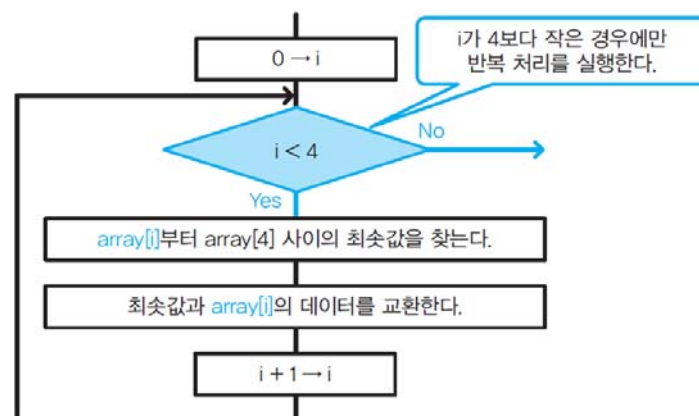 0 → i
i가 4보다 작은 경우에만
반복 처리를 실행한다.
i < 4
No
Yes
array[i]부터 array[4] 사이의 최솟값을 찾는다.
최솟값과 array[i]의 데이터를 교환한다.
i + 1 → i